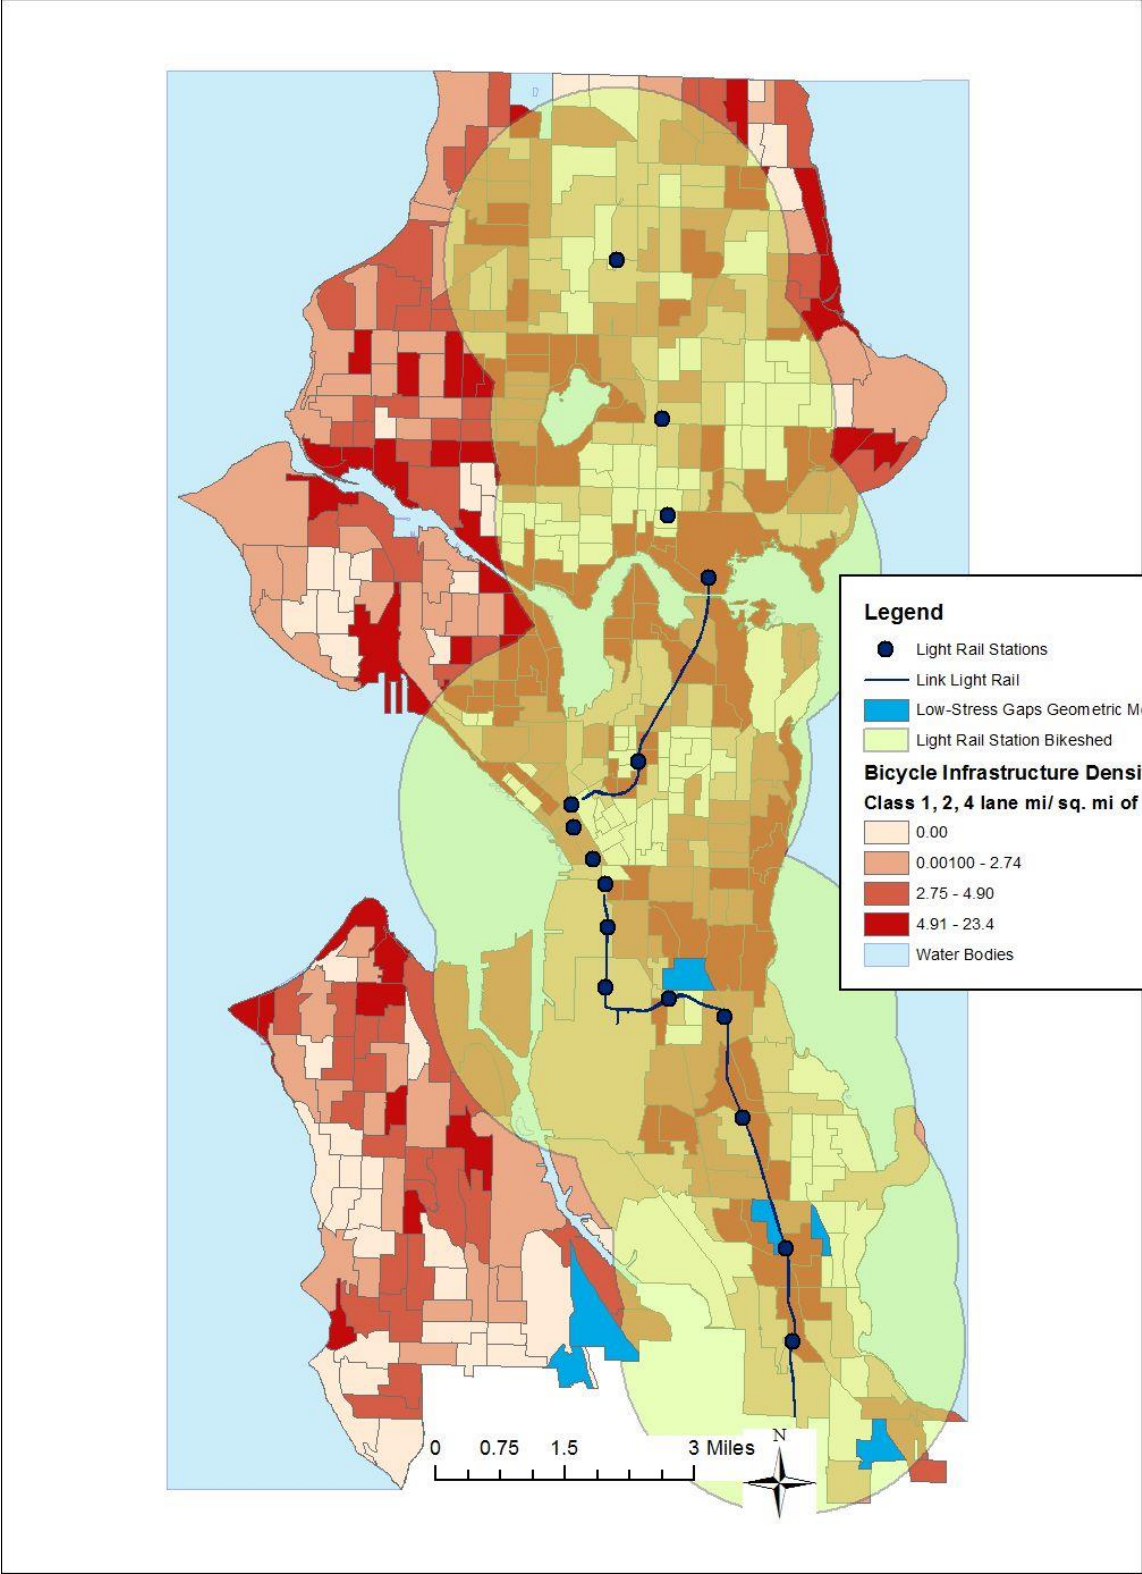 Legend
Light Rail Stations
Link Light Rail
Low-Stress Gaps Geometric M
Light Rail Station Bikeshed
Bicycle Infrastructure Densi
Class 1, 2, 4 lane mi/ sq. mi of
0.00
0.00100 - 2.74
2.75 - 4.90
4.91 - 23.4
Water Bodies
0 0.75 1.5 3 Miles
N